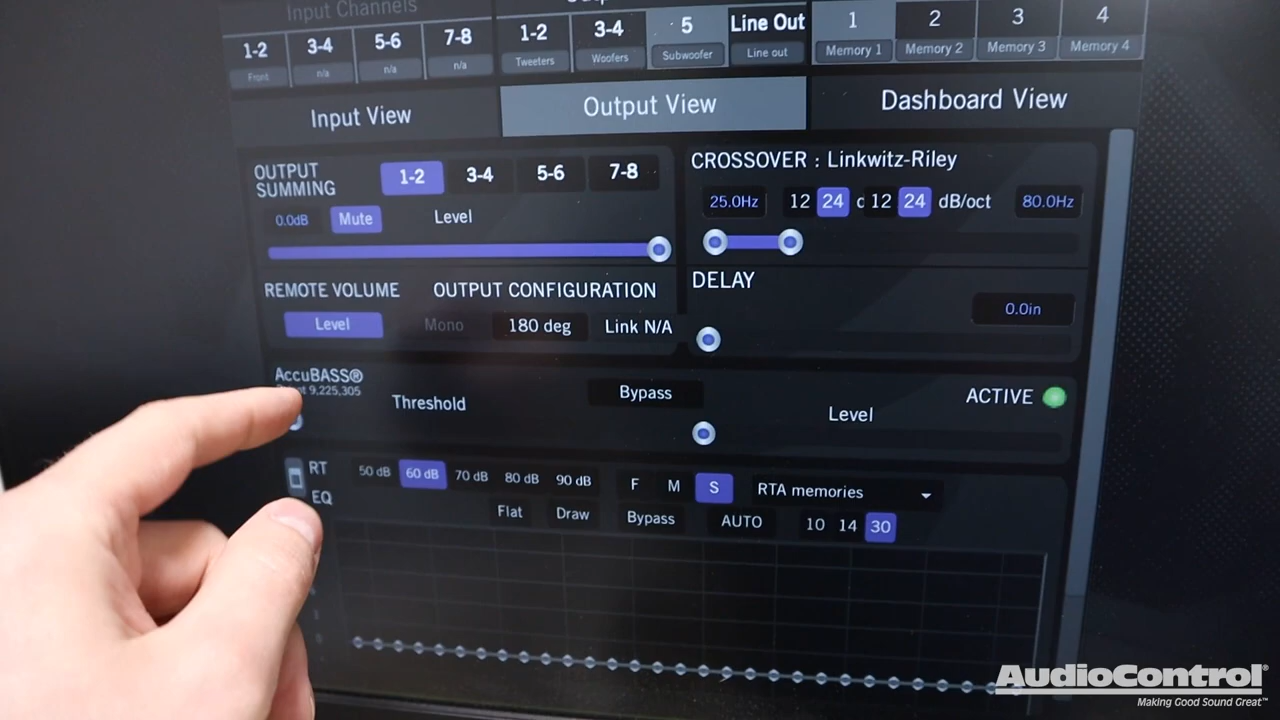 Input Channels
1-2 3-4 5-6 7-8 1-2 3-4 5 Line Out 1 2 3 4
Front n/a n/a n/a Tweeters Woofers Subwoofer Line out Memory 1 Memory 2 Memory 3 Memory 4
Input View Output View Dashboard View
OUTPUT SUMMING 1-2 3-4 5-6 7-8
0.0dB Mute Level
CROSSOVER : Linkwitz-Riley
25.0Hz 12 24 d 12 24 dB/oct 80.0Hz
REMOTE VOLUME OUTPUT CONFIGURATION
Level Mono 180 deg Link N/A
DELAY
0.0in
AccuBASS®
9,225,305
Threshold Bypass Level ACTIVE
RT 50 dB 60 dB 70 dB 80 dB 90 dB F M S RTA memories
EQ Flat Draw Bypass AUTO 10 14 30
AudioControl®
Making Good Sound Great™